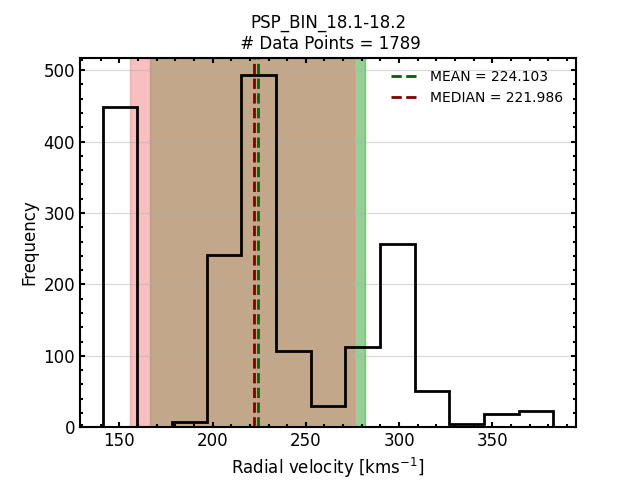 PSP_BIN_18.1-18.2
# Data Points = 1789
MEAN = 224.103
MEDIAN = 221.986
Frequency
500
400
300
200
100
0
150 200 250 300 350
Radial velocity [kms⁻¹]